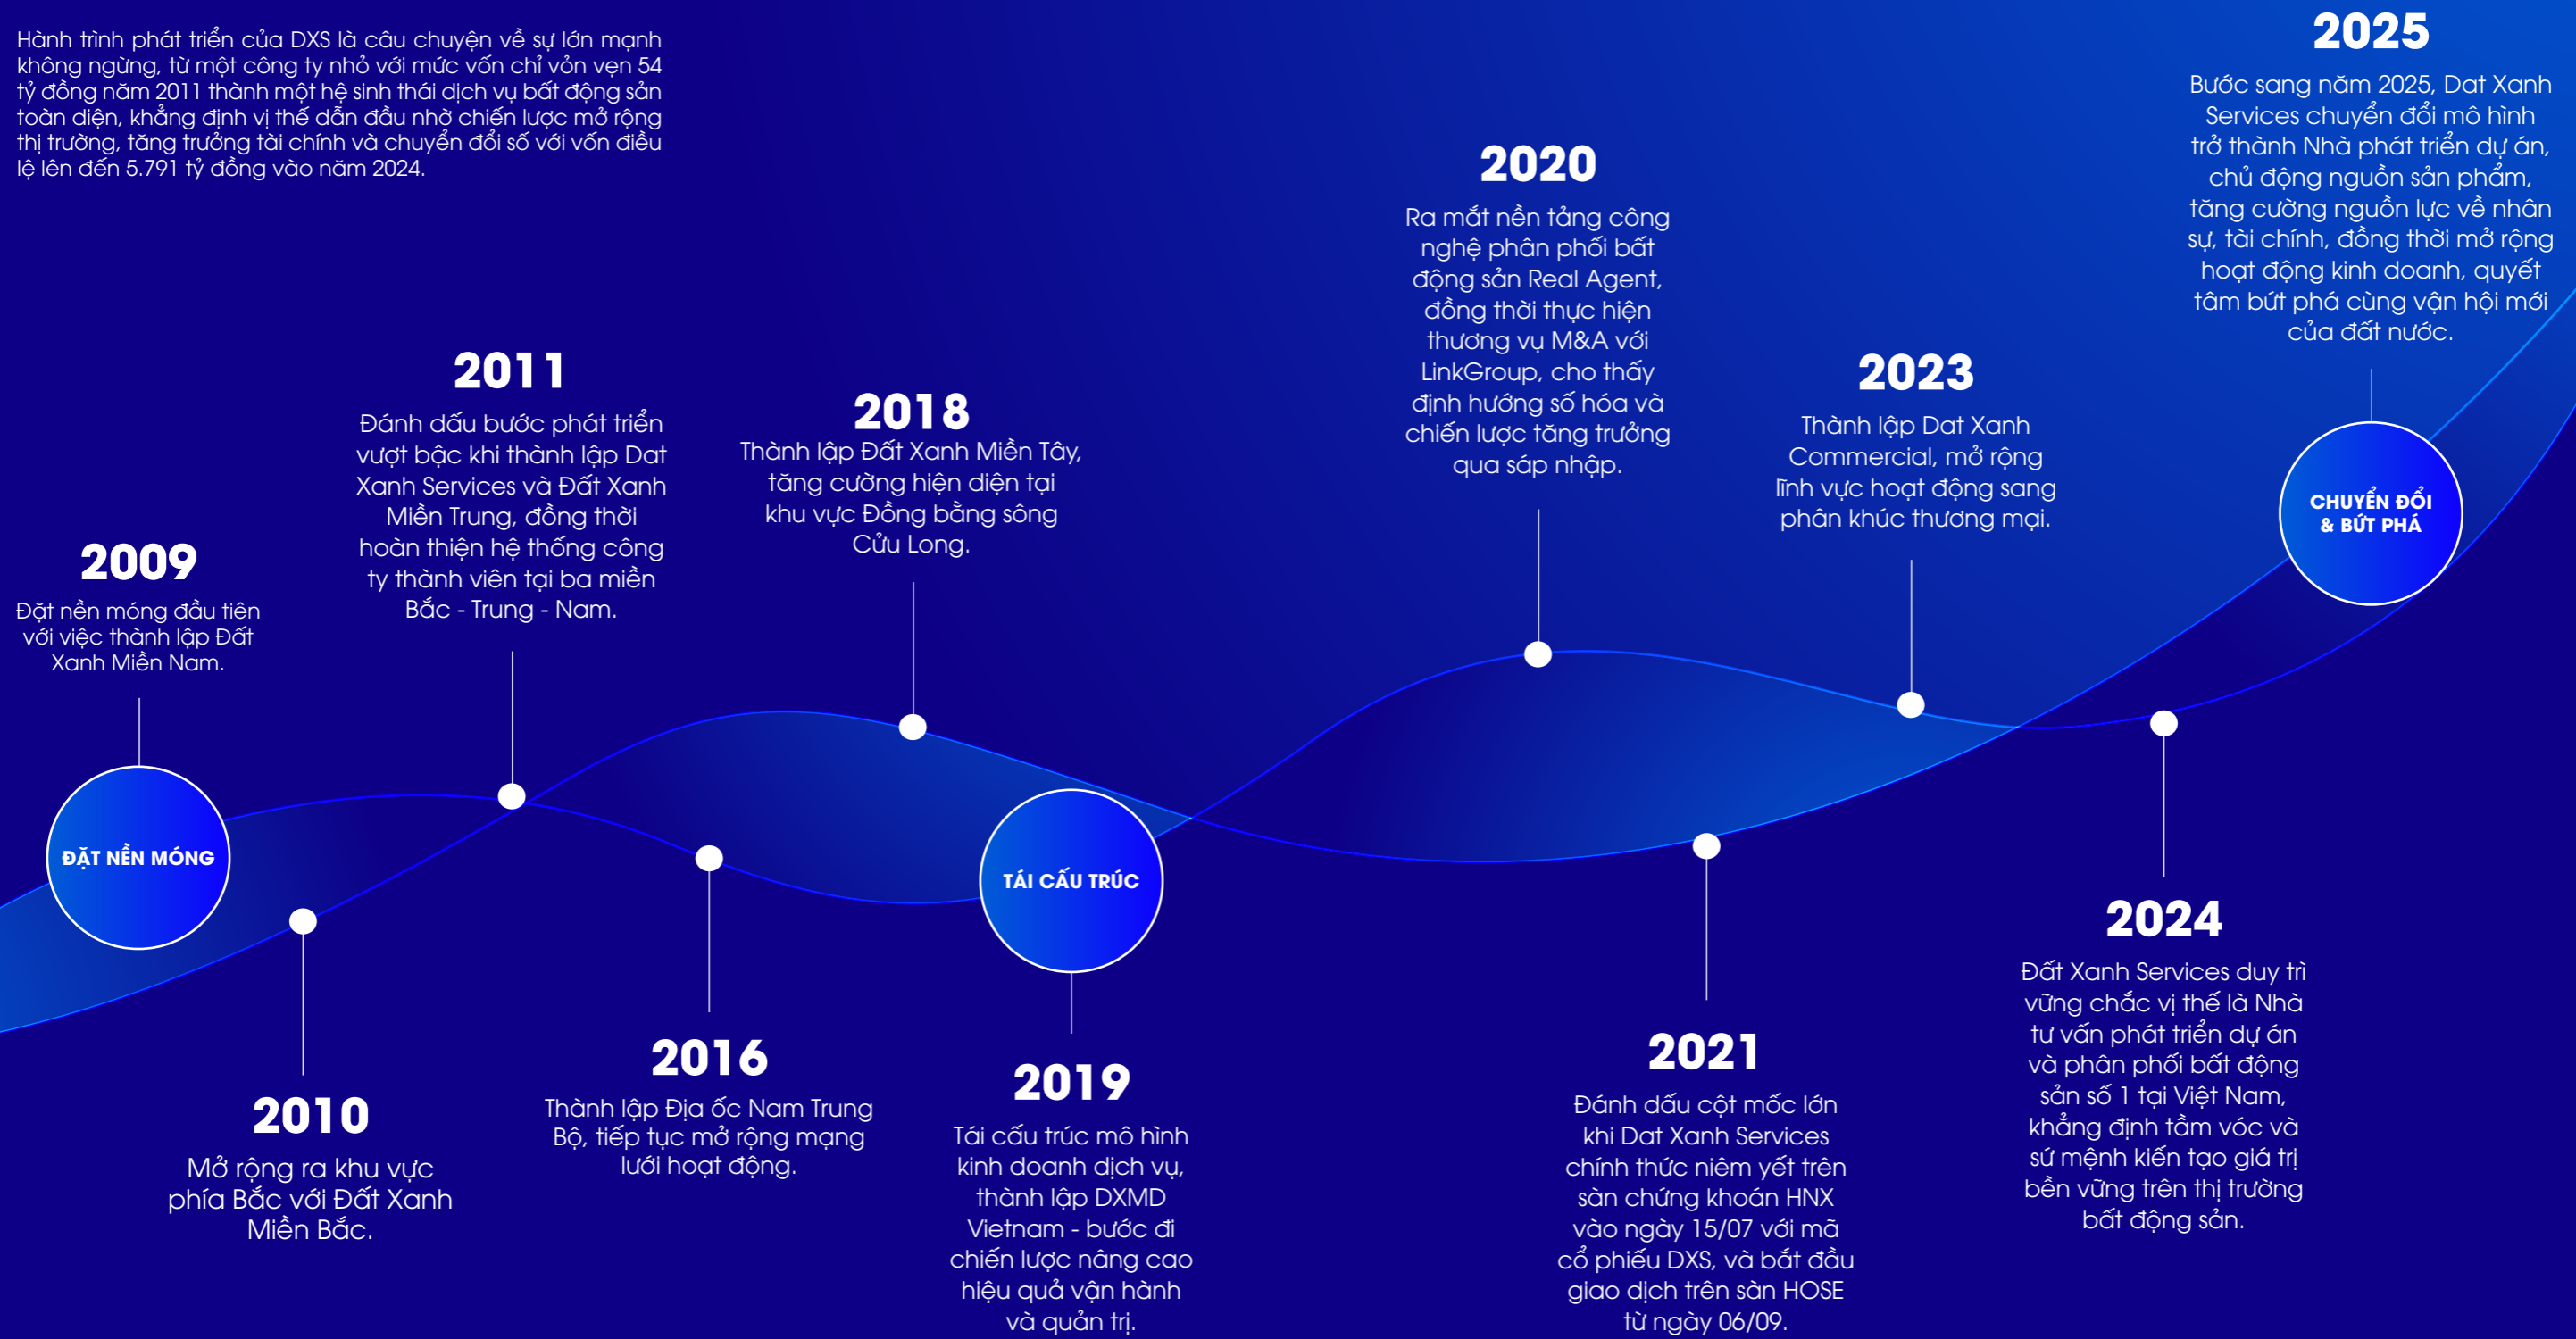 Hành trình phát triển của DXS là câu chuyện về sự lớn mạnh
không ngừng, từ một công ty nhỏ với mức vốn chỉ vỏn vẹn 54
tỷ đồng năm 2011 thành một hệ sinh thái dịch vụ bất động sản
toàn diện, khẳng định vị thế dẫn đầu nhờ chiến lược mở rộng
thị trường, tăng trưởng tài chính và chuyển đổi số với vốn điều
lệ lên đến 5.791 tỷ đồng vào năm 2024.
2009
Đặt nền móng đầu tiên
với việc thành lập Đất
Xanh Miền Nam.
ĐẶT NỀN MÓNG
2010
Mở rộng ra khu vực
phía Bắc với Đất Xanh
Miền Bắc.
2011
Đánh dấu bước phát triển
vượt bậc khi thành lập Dat
Xanh Services và Đất Xanh
Miền Trung, đồng thời
hoàn thiện hệ thống công
ty thành viên tại ba miền
Bắc - Trung - Nam.
2016
Thành lập Địa ốc Nam Trung
Bộ, tiếp tục mở rộng mạng
lưới hoạt động.
2018
Thành lập Đất Xanh Miền Tây,
tăng cường hiện diện tại
khu vực Đồng bằng sông
Cửu Long.
TÁI CẤU TRÚC
2019
Tái cấu trúc mô hình
kinh doanh dịch vụ,
thành lập DXMD
Vietnam - bước đi
chiến lược nâng cao
hiệu quả vận hành
và quản trị.
2020
Ra mắt nền tảng công
nghệ phân phối bất
động sản Real Agent,
đồng thời thực hiện
thương vụ M&A với
LinkGroup, cho thấy
định hướng số hóa và
chiến lược tăng trưởng
qua sáp nhập.
2021
Đánh dấu cột mốc lớn
khi Dat Xanh Services
chính thức niêm yết trên
sàn chứng khoán HNX
vào ngày 15/07 với mã
cổ phiếu DXS, và bắt đầu
giao dịch trên sàn HOSE
từ ngày 06/09.
2023
Thành lập Dat Xanh
Commercial, mở rộng
lĩnh vực hoạt động sang
phân khúc thương mại.
2024
Đất Xanh Services duy trì
vững chắc vị thế là Nhà
tư vấn phát triển dự án
và phân phối bất động
sản số 1 tại Việt Nam,
khẳng định tầm vóc và
sứ mệnh kiến tạo giá trị
bền vững trên thị trường
bất động sản.
2025
Bước sang năm 2025, Dat Xanh
Services chuyển đổi mô hình
trở thành Nhà phát triển dự án,
chủ động nguồn sản phẩm,
tăng cường nguồn lực về nhân
sự, tài chính, đồng thời mở rộng
hoạt động kinh doanh, quyết
tâm bứt phá cùng vận hội mới
của đất nước.
CHUYỂN ĐỔI
& BỨT PHÁ